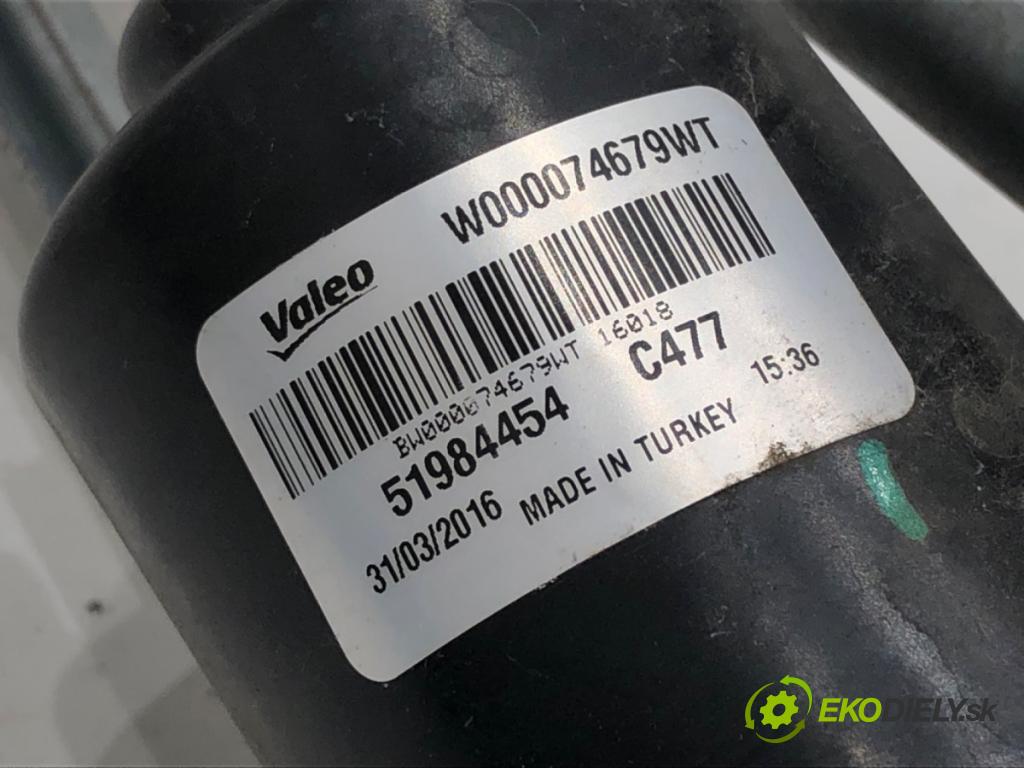 W000074679WT
Valeo
BW000074679WT 16018
51984454 C477
31/03/2016 MADE IN TURKEY 15:36
EKODIELY.sk